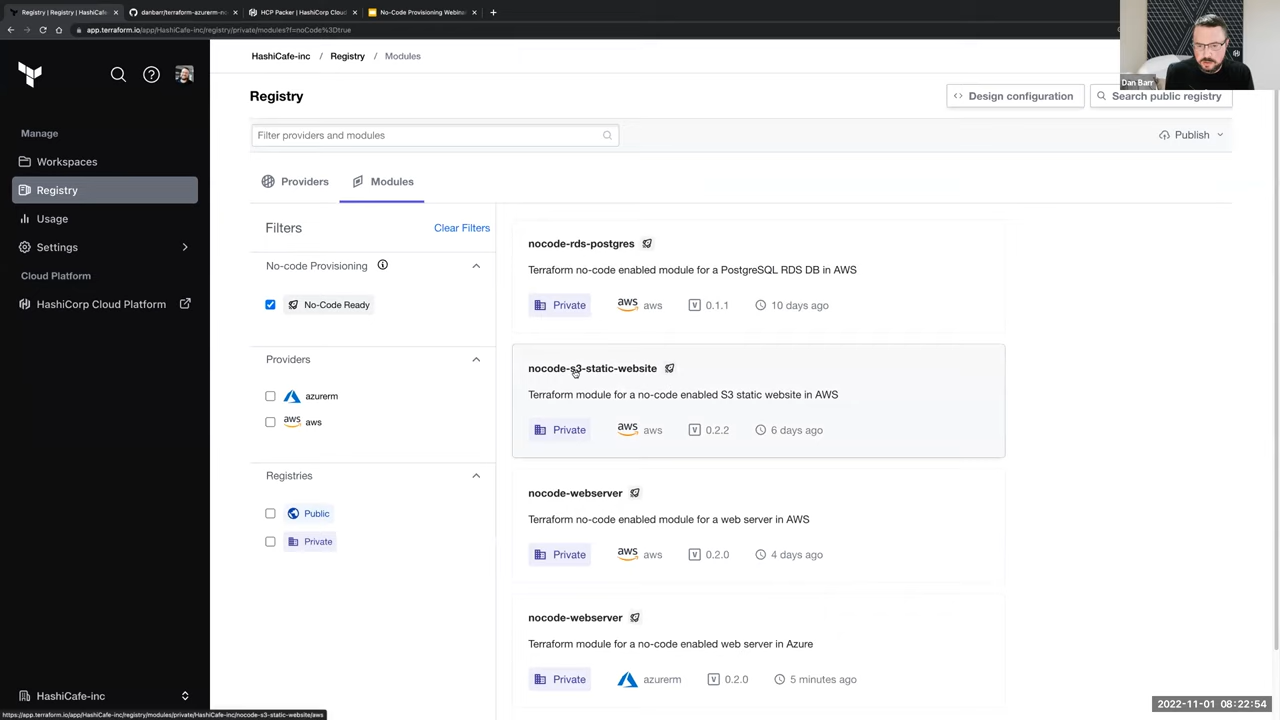 Registry | Registry | HashiCafe
danbarr/terraform-azurerm-no
HCP Packer | HashiCorp Cloud
No-Code Provisioning Webina
app.terraform.io/app/HashiCafe-inc/registry/private/modules?f=noCode%3Dtrue
Dan Barr
HashiCafe-inc / Registry / Modules
Registry
Design configuration
Search public registry
Filter providers and modules
Publish
Manage
Workspaces
Registry
Usage
Settings
Cloud Platform
HashiCorp Cloud Platform
Providers
Modules
Filters
Clear Filters
No-code Provisioning
No-Code Ready
Providers
azurerm
aws
aws
Registries
Public
Private
nocode-rds-postgres
Terraform no-code enabled module for a PostgreSQL RDS DB in AWS
Private
aws
aws
V
0.1.1
10 days ago
nocode-s3-static-website
Terraform module for a no-code enabled S3 static website in AWS
Private
aws
aws
V
0.2.2
6 days ago
nocode-webserver
Terraform no-code enabled module for a web server in AWS
Private
aws
aws
V
0.2.0
4 days ago
nocode-webserver
Terraform module for a no-code enabled web server in Azure
Private
azurerm
V
0.2.0
5 minutes ago
HashiCafe-inc
https://app.terraform.io/app/HashiCafe-inc/registry/modules/private/HashiCafe-inc/nocode-s3-static-website/aws
2022-11-01 08:22:54